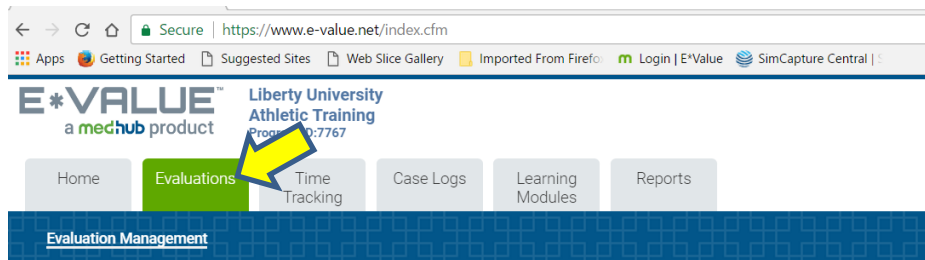 Secure | https://www.e-value.net/index.cfm
Apps Getting Started Suggested Sites Web Slice Gallery Imported From Firefo Login | E*Value SimCapture Central |
E*VALUE™ Liberty University
a medhub product Athletic Training
:7767
Home Evaluations Time Tracking Case Logs Learning Modules Reports
Evaluation Management